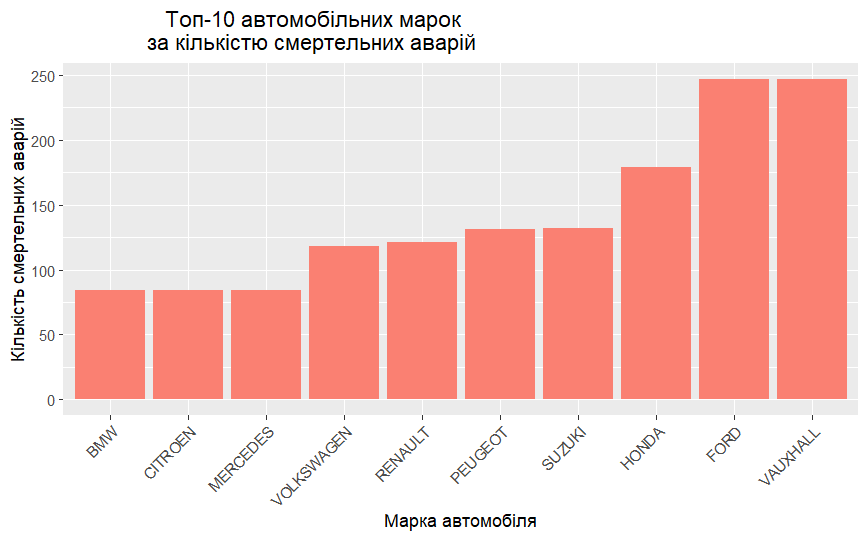 Топ-10 автомобільних марок
за кількістю смертельних аварій
Кількість смертельних аварій
250
200
150
100
50
0
BMW
CITROEN
MERCEDES
VOLKSWAGEN
RENAULT
PEUGEOT
SUZUKI
HONDA
FORD
VAUXHALL
Марка автомобіля